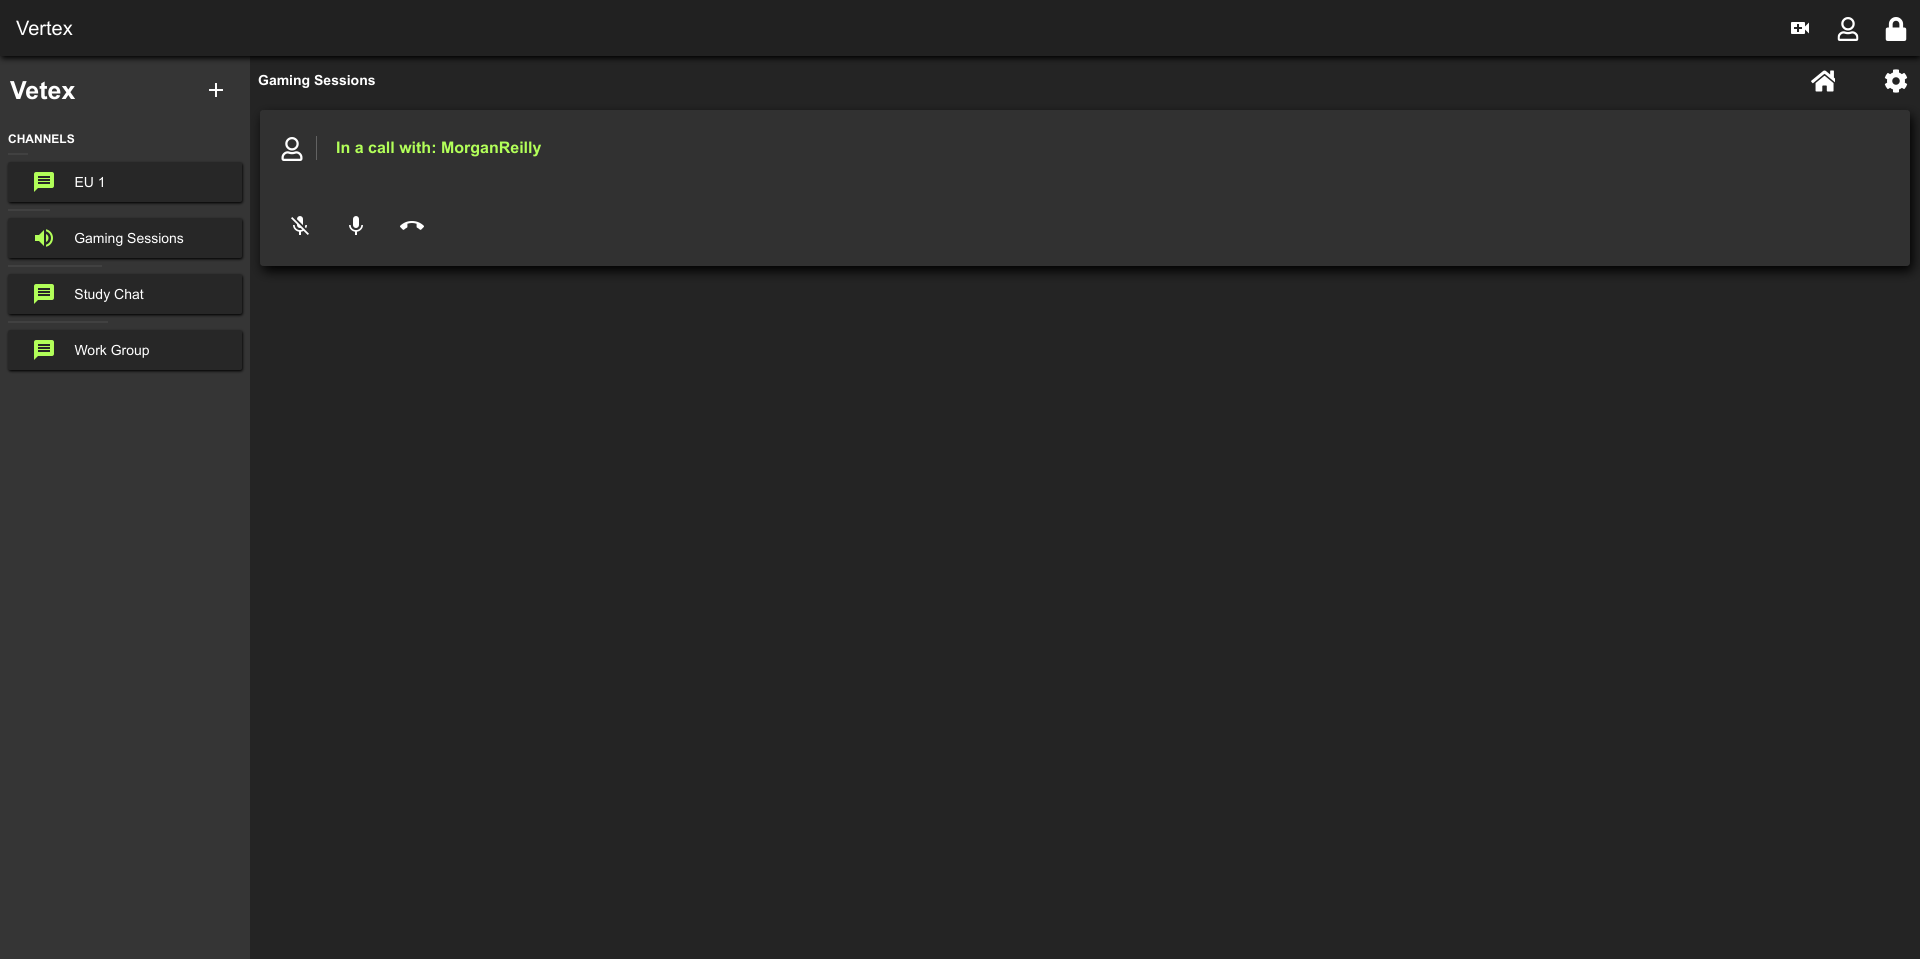 Vertex
Vetex
CHANNELS
EU 1
Gaming Sessions
Study Chat
Work Group
Gaming Sessions
In a call with: MorganReilly